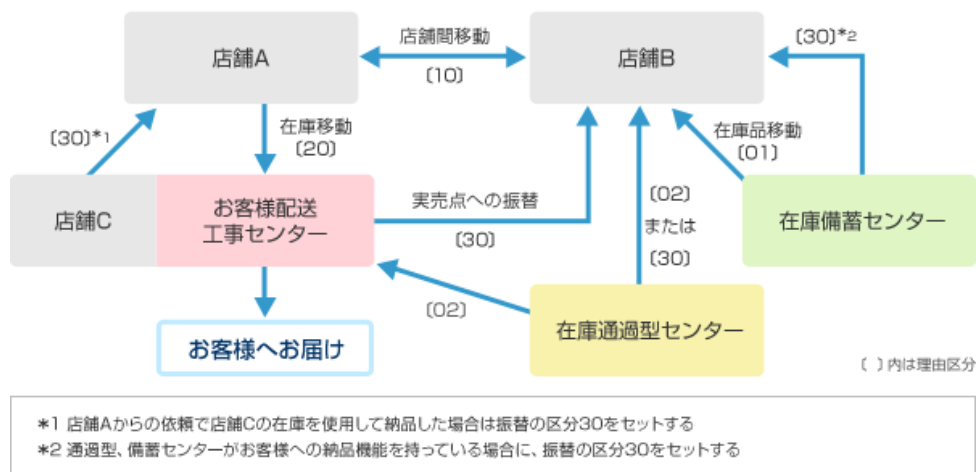 店舗A
店舗間移動
〔10〕
店舗B
〔30〕*2
〔30〕*1
在庫移動
〔20〕
在庫品移動
〔01〕
店舗C
お客様配送
工事センター
実売点への振替
〔30〕
〔02〕
または
〔30〕
在庫備蓄センター
〔02〕
在庫通過型センター
お客様へお届け
〔 〕内は理由区分
*1 店舗Aからの依頼で店舗Cの在庫を使用して納品した場合は振替の区分30をセットする
*2 通過型、備蓄センターがお客様への納品機能を持っている場合に、振替の区分30をセットする